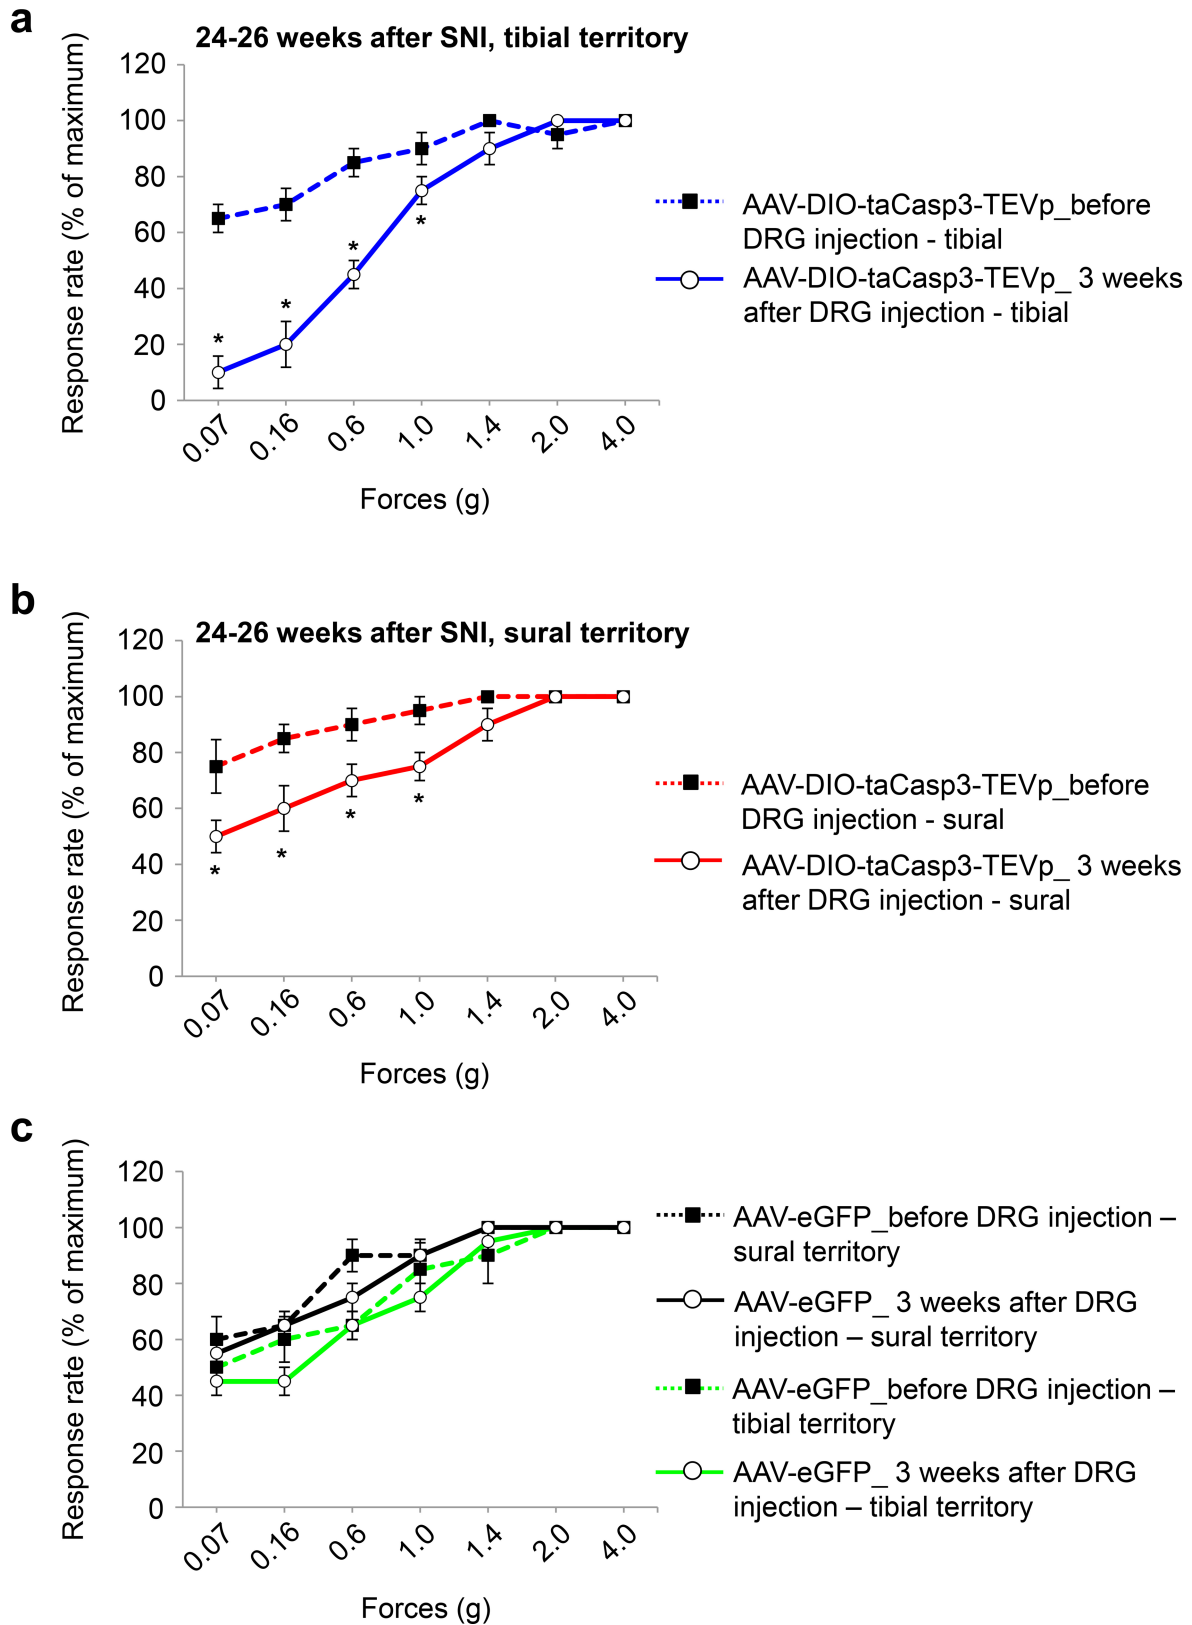 a
24-26 weeks after SNI, tibial territory
Response rate (% of maximum)
120
100
80
60
40
20
0
*
*
*
*
0.07
0.16
0.6
1.0
1.4
2.0
4.0
Forces (g)
AAV-DIO-taCasp3-TEVp_before
DRG injection - tibial
AAV-DIO-taCasp3-TEVp_ 3 weeks
after DRG injection - tibial
b
24-26 weeks after SNI, sural territory
Response rate (% of maximum)
120
100
80
60
40
20
0
*
*
*
*
0.07
0.16
0.6
1.0
1.4
2.0
4.0
Forces (g)
AAV-DIO-taCasp3-TEVp_before
DRG injection - sural
AAV-DIO-taCasp3-TEVp_ 3 weeks
after DRG injection - sural
c
Response rate (% of maximum)
120
100
80
60
40
20
0
0.07
0.16
0.6
1.0
1.4
2.0
4.0
Forces (g)
AAV-eGFP_before DRG injection –
sural territory
AAV-eGFP_ 3 weeks after DRG
injection – sural territory
AAV-eGFP_before DRG injection –
tibial territory
AAV-eGFP_ 3 weeks after DRG
injection – tibial territory